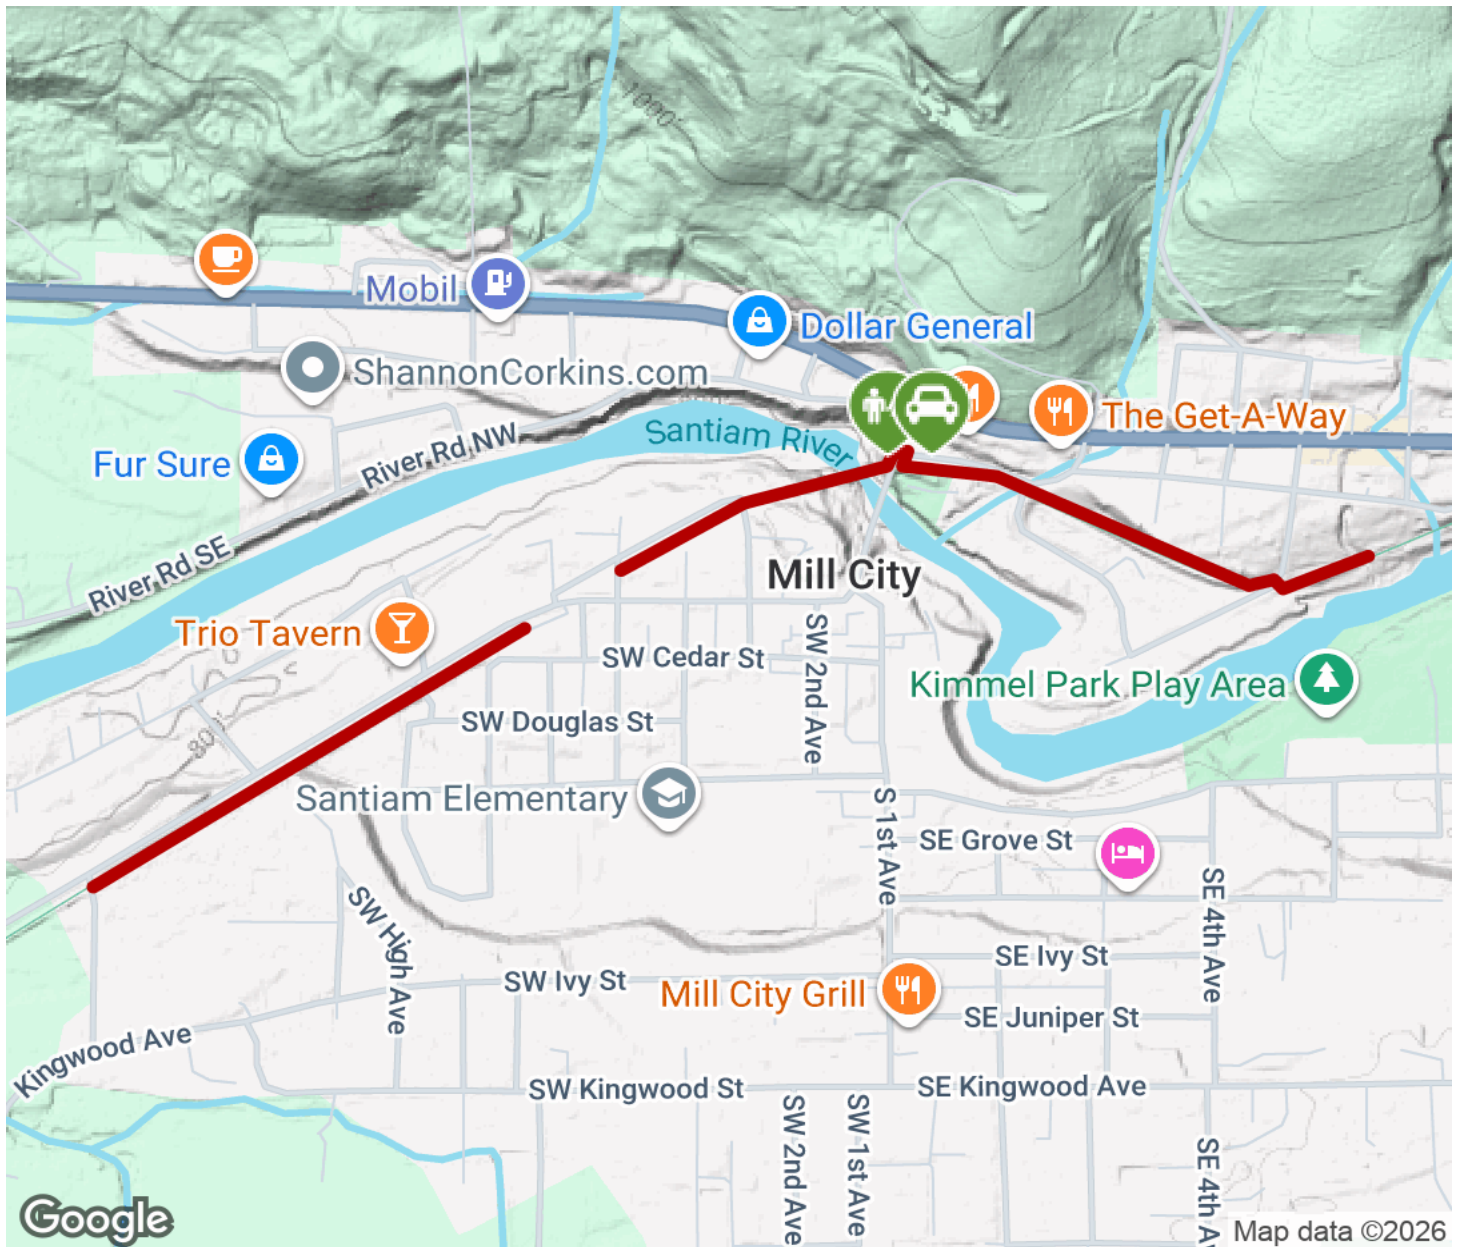 1000'
Mobil
Dollar General
ShannonCorkins.com
The Get-A-Way
Santiam River
River Rd NW
Fur Sure
River Rd SE
Mill City
Trio Tavern
SW Cedar St
SW 2nd Ave
Kimmel Park Play Area
SW Douglas St
800'
Santiam Elementary
S 1st Ave
SE Grove St
SE 4th Ave
SW High Ave
SE Ivy St
SW Ivy St
Mill City Grill
SE Juniper St
Kingwood Ave
SW Kingwood St
SE Kingwood Ave
SW 2nd Ave
SW 1st Ave
SE 4th Av
Google
Map data ©2026